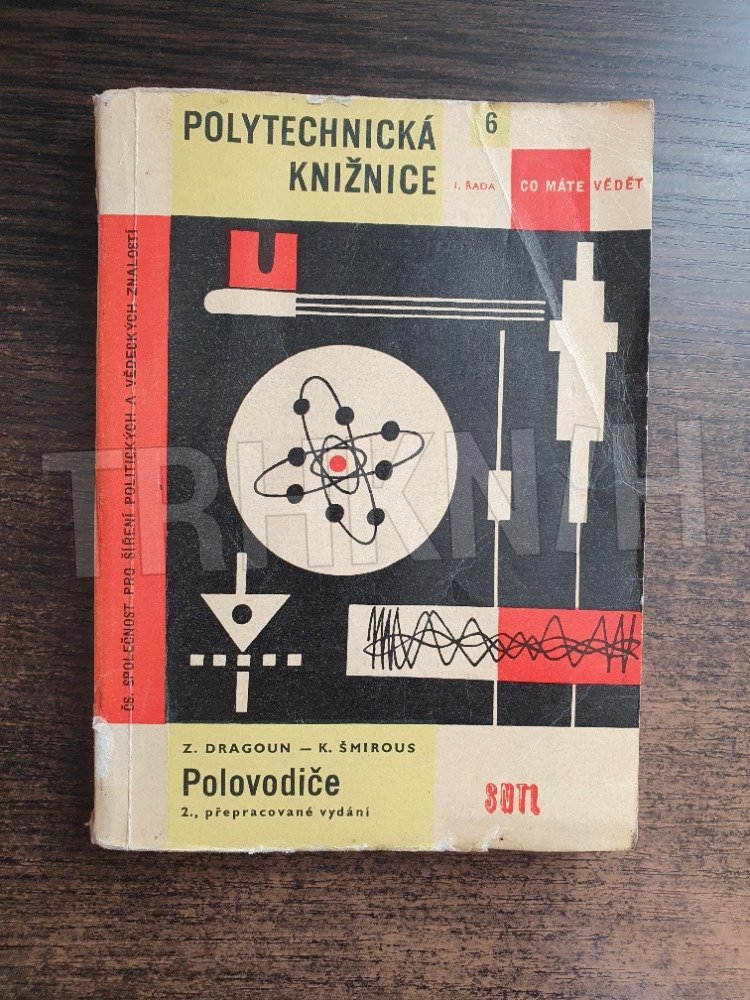 POLYTECHNICKÁ
KNIŽNICE
6
I. ŘADA
CO MÁTE VĚDĚT
ČS. SPOLEČNOST PRO ŠÍŘENÍ POLITICKÝCH A VĚDECKÝCH ZNALOSTÍ
TRHKNIH
Z. DRAGOUN — K. ŠMIROUS
Polovodiče
2., přepracované vydání
SNTL